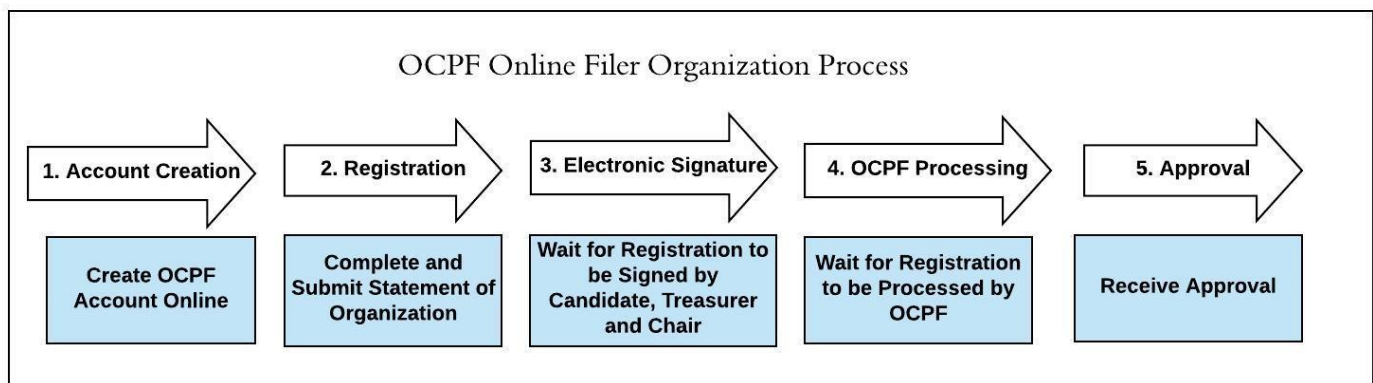 OCPF Online Filer Organization Process
1. Account Creation
2. Registration
3. Electronic Signature
4. OCPF Processing
5. Approval
Create OCPF
Account Online
Complete and
Submit Statement of
Organization
Wait for Registration to
be Signed by
Candidate, Treasurer
and Chair
Wait for Registration
to be Processed by
OCPF
Receive Approval